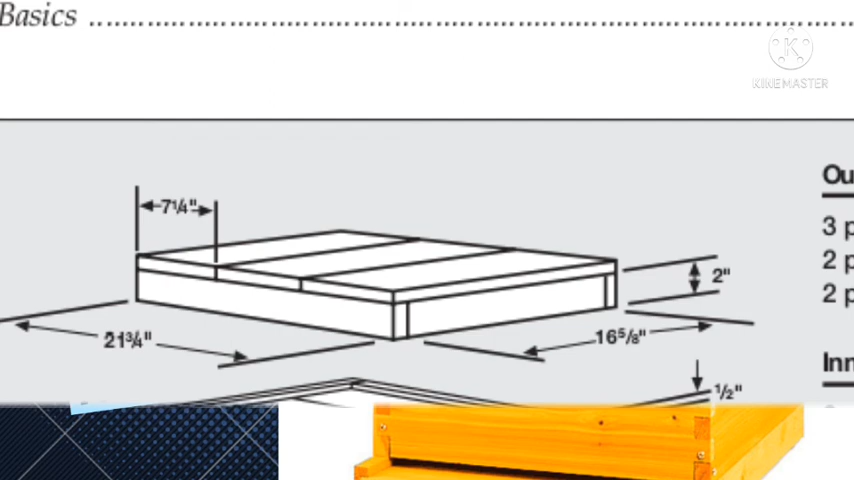 Basics
KINEMASTER
Ou
3 p
2 p
2 p
7¼"
2"
21¾"
16⅝"
Inn
½"